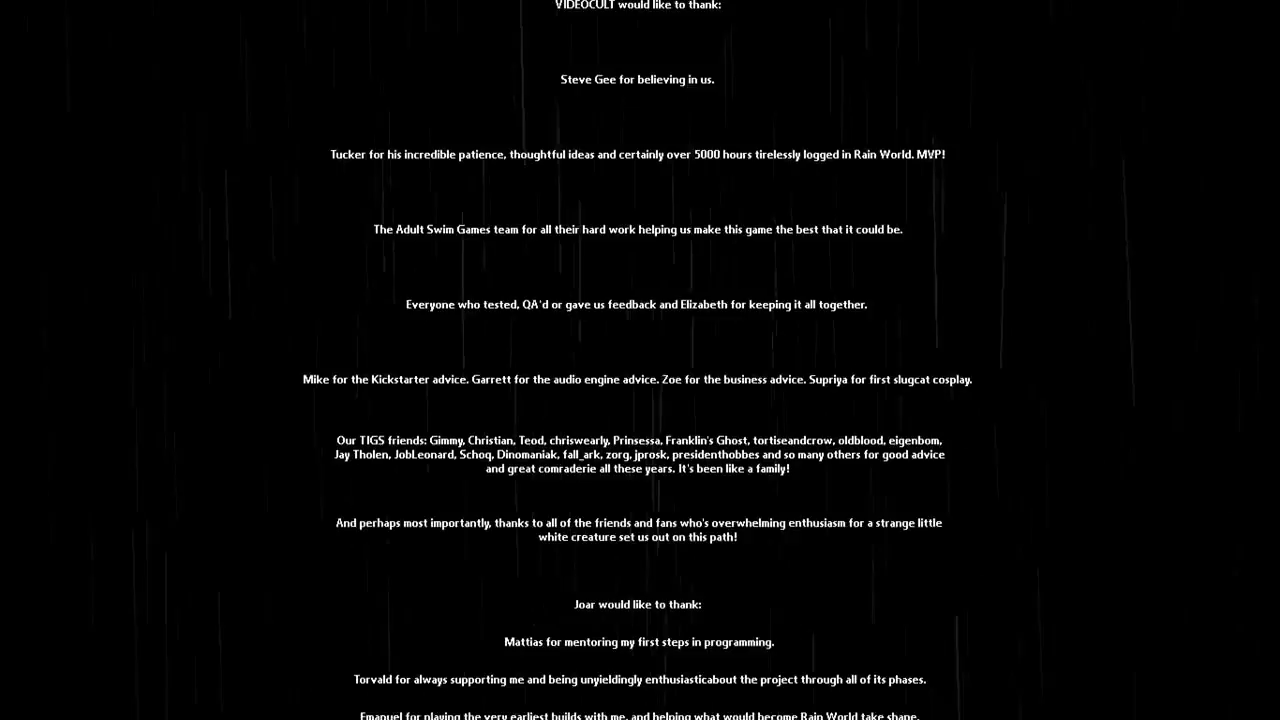 VIDEOCULT would like to thank:
Steve Gee for believing in us.
Tucker for his incredible patience, thoughtful ideas and certainly over 5000 hours tirelessly logged in Rain World. MVP!
The Adult Swim Games team for all their hard work helping us make this game the best that it could be.
Everyone who tested, QA'd or gave us feedback and Elizabeth for keeping it all together.
Mike for the Kickstarter advice. Garrett for the audio engine advice. Zoe for the business advice. Supriya for first slugcat cosplay.
Our TIGS friends: Gimmy, Christian, Teod, chriswearly, Prinsessa, Franklin's Ghost, tortiseandcrow, oldblood, eigenbom,
Jay Tholen, JobLeonard, Schoq, Dinomaniak, fall_ark, zorg, jprosk, presidenthobbes and so many others for good advice
and great comraderie all these years. It's been like a family!
And perhaps most importantly, thanks to all of the friends and fans who's overwhelming enthusiasm for a strange little
white creature set us out on this path!
Joar would like to thank:
Mattias for mentoring my first steps in programming.
Torvald for always supporting me and being unyieldingly enthusiasticabout the project through all of its phases.
Emanuel for playing the very earliest builds with me, and helping what would become Rain World take shape.